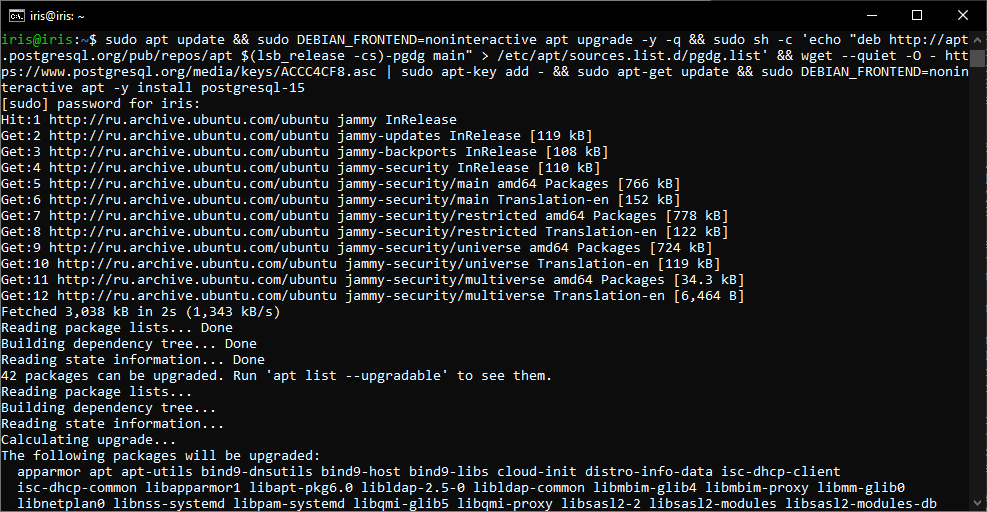 iris@iris: ~
iris@iris:~$ sudo apt update && sudo DEBIAN_FRONTEND=noninteractive apt upgrade -y -q && sudo sh -c 'echo "deb http://apt
.postgresql.org/pub/repos/apt $(lsb_release -cs)-pgdg main" > /etc/apt/sources.list.d/pgdg.list' && wget --quiet -O - htt
ps://www.postgresql.org/media/keys/ACCC4CF8.asc | sudo apt-key add - && sudo apt-get update && sudo DEBIAN_FRONTEND=nonin
teractive apt -y install postgresql-15
[sudo] password for iris:
Hit:1 http://ru.archive.ubuntu.com/ubuntu jammy InRelease
Get:2 http://ru.archive.ubuntu.com/ubuntu jammy-updates InRelease [119 kB]
Get:3 http://ru.archive.ubuntu.com/ubuntu jammy-backports InRelease [108 kB]
Get:4 http://ru.archive.ubuntu.com/ubuntu jammy-security InRelease [110 kB]
Get:5 http://ru.archive.ubuntu.com/ubuntu jammy-security/main amd64 Packages [766 kB]
Get:6 http://ru.archive.ubuntu.com/ubuntu jammy-security/main Translation-en [152 kB]
Get:7 http://ru.archive.ubuntu.com/ubuntu jammy-security/restricted amd64 Packages [778 kB]
Get:8 http://ru.archive.ubuntu.com/ubuntu jammy-security/restricted Translation-en [122 kB]
Get:9 http://ru.archive.ubuntu.com/ubuntu jammy-security/universe amd64 Packages [724 kB]
Get:10 http://ru.archive.ubuntu.com/ubuntu jammy-security/universe Translation-en [119 kB]
Get:11 http://ru.archive.ubuntu.com/ubuntu jammy-security/multiverse amd64 Packages [34.3 kB]
Get:12 http://ru.archive.ubuntu.com/ubuntu jammy-security/multiverse Translation-en [6,464 B]
Fetched 3,038 kB in 2s (1,343 kB/s)
Reading package lists... Done
Building dependency tree... Done
Reading state information... Done
42 packages can be upgraded. Run 'apt list --upgradable' to see them.
Reading package lists...
Building dependency tree...
Reading state information...
Calculating upgrade...
The following packages will be upgraded:
  apparmor apt apt-utils bind9-dnsutils bind9-host bind9-libs cloud-init distro-info-data isc-dhcp-client
  isc-dhcp-common libapparmor1 libapt-pkg6.0 libldap-2.5-0 libldap-common libmbim-glib4 libmbim-proxy libmm-glib0
  libnetplan0 libnss-systemd libpam-systemd libqmi-glib5 libqmi-proxy libsasl2-2 libsasl2-modules libsasl2-modules-db